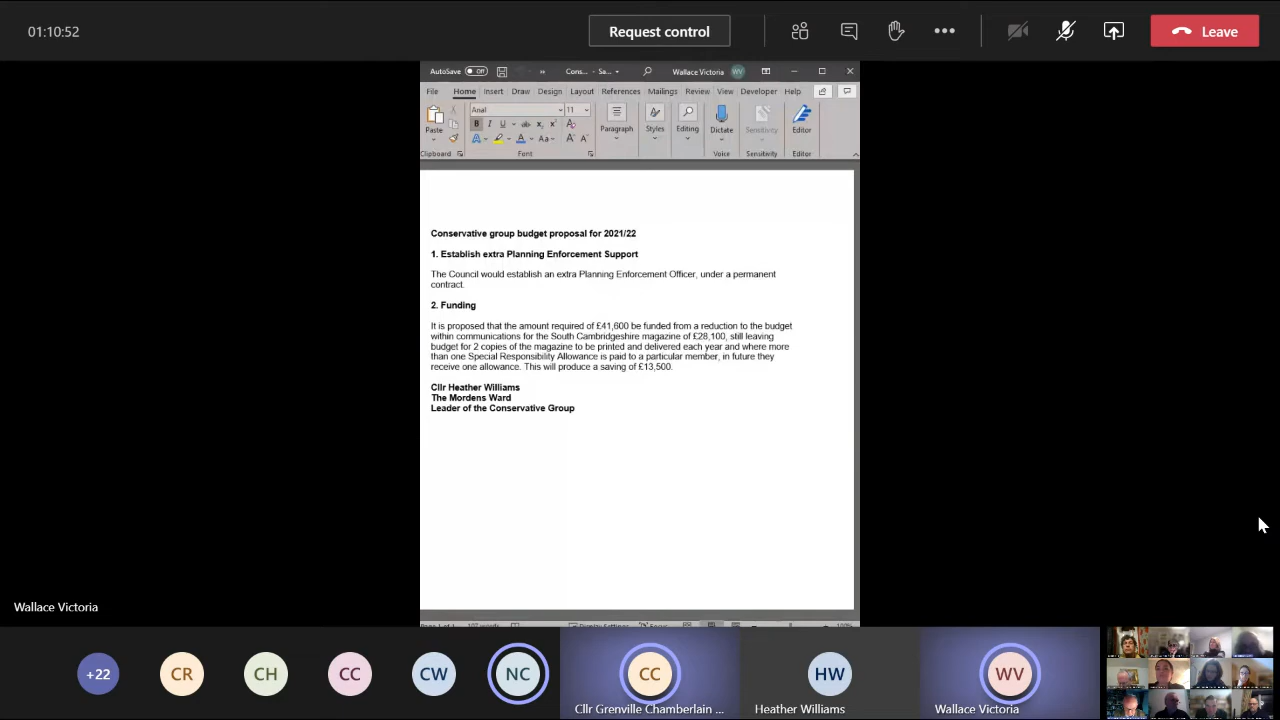 01:10:52
Request control
Leave
AutoSave Off
Cons... - Sa...
Wallace Victoria
WV
File Home Insert Draw Design Layout References Mailings Review View Developer Help
Arial 11
Paste
Paragraph
Styles
Editing
Dictate
Sensitivity
Editor
Clipboard
Font
Voice
Sensitivity
Editor
Conservative group budget proposal for 2021/22
1. Establish extra Planning Enforcement Support
The Council would establish an extra Planning Enforcement Officer, under a permanent
contract.
2. Funding
It is proposed that the amount required of £41,600 be funded from a reduction to the budget
within communications for the South Cambridgeshire magazine of £28,100, still leaving
budget for 2 copies of the magazine to be printed and delivered each year and where more
than one Special Responsibility Allowance is paid to a particular member, in future they
receive one allowance. This will produce a saving of £13,500.
Cllr Heather Williams
The Mordens Ward
Leader of the Conservative Group
Wallace Victoria
+22
CR
CH
CC
CW
NC
CC
HW
WV
Cllr Grenville Chamberlain ...
Heather Williams
Wallace Victoria